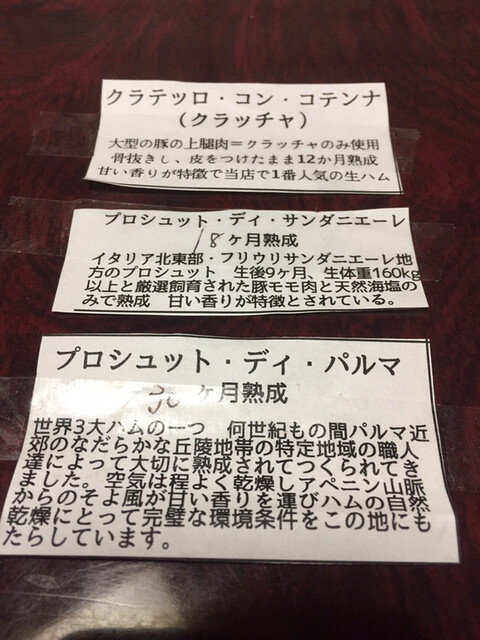 クラテッロ・コン・コテンナ
（クラッチャ）
大型の豚の上腿肉＝クラッチャのみ使用
骨抜きし、皮をつけたまま12か月熟成
甘い香りが特徴で当店で1番人気の生ハム
プロシュット・ディ・サンダニエーレ
18ヶ月熟成
イタリア北東部・フリウリサンダニエーレ地
方のプロシュット　生後9ヶ月、生体重160kg
以上と厳選飼育された豚モモ肉と天然海塩の
みで熟成　甘い香りが特徴とされている。
プロシュット・ディ・パルマ
30ヶ月熟成
世界3大ハムの一つ　何世紀もの間パルマ近
郊のなだらかな丘陵地帯の特定地域の職人
達によって大切に熟成されてつくられてき
ました。空気は程よく乾燥しアペニン山脈
からのそよ風が甘い香りを運びハムの自然
乾燥にとって完璧な環境条件をこの地にも
たらしています。